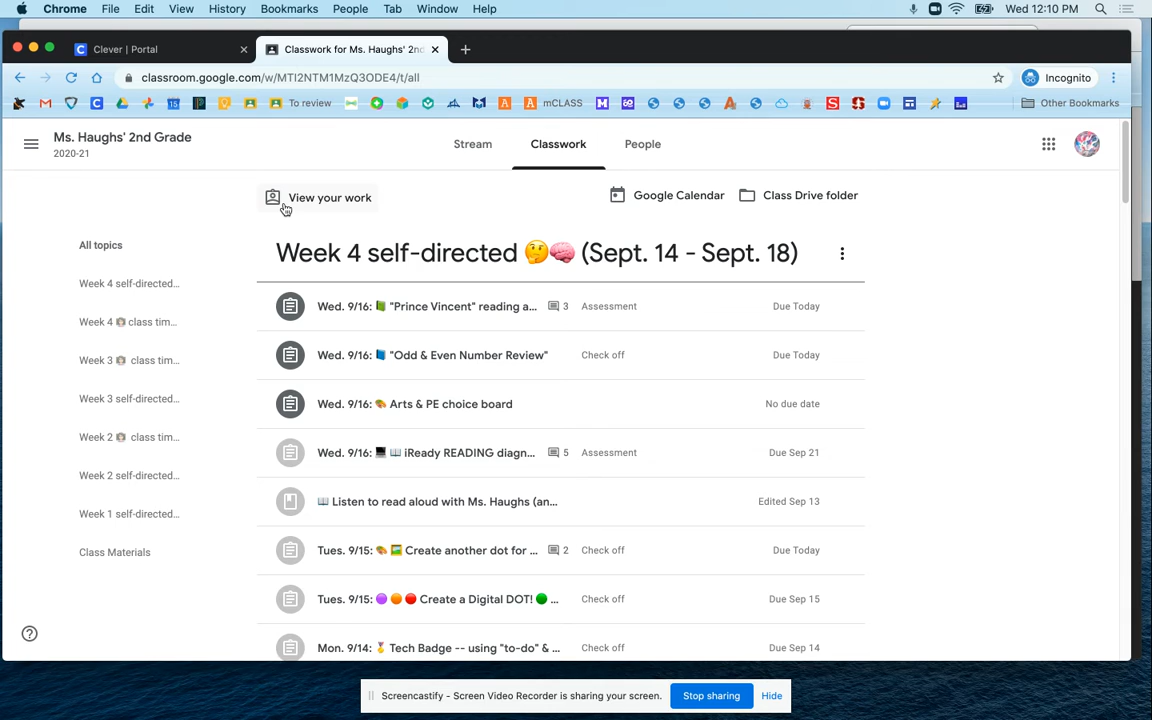 Chrome File Edit View History Bookmarks People Tab Window Help Wed 12:10 PM
Clever | Portal Classwork for Ms. Haughs' 2nd
classroom.google.com/w/MTI2NTM1MzQ3ODE4/t/all Incognito
To review mCLASS Other Bookmarks
Ms. Haughs' 2nd Grade
2020-21
Stream Classwork People
View your work Google Calendar Class Drive folder
All topics
Week 4 self-directed...
Week 4 class tim...
Week 3 class tim...
Week 3 self-directed...
Week 2 class tim...
Week 2 self-directed...
Week 1 self-directed...
Class Materials
Week 4 self-directed 🤔🧠 (Sept. 14 - Sept. 18)
Wed. 9/16: 📗 "Prince Vincent" reading a... 3 Assessment Due Today
Wed. 9/16: 📘 "Odd & Even Number Review" Check off Due Today
Wed. 9/16: 🎨 Arts & PE choice board No due date
Wed. 9/16: 💻 📖 iReady READING diagn... 5 Assessment Due Sep 21
📖 Listen to read aloud with Ms. Haughs (an... Edited Sep 13
Tues. 9/15: 🎨 🖼️ Create another dot for ... 2 Check off Due Today
Tues. 9/15: 🟣 🟠 🔴 Create a Digital DOT! 🟢 ... Check off Due Sep 15
Mon. 9/14: 🏅 Tech Badge -- using "to-do" & ... Check off Due Sep 14
Screencastify - Screen Video Recorder is sharing your screen. Stop sharing Hide